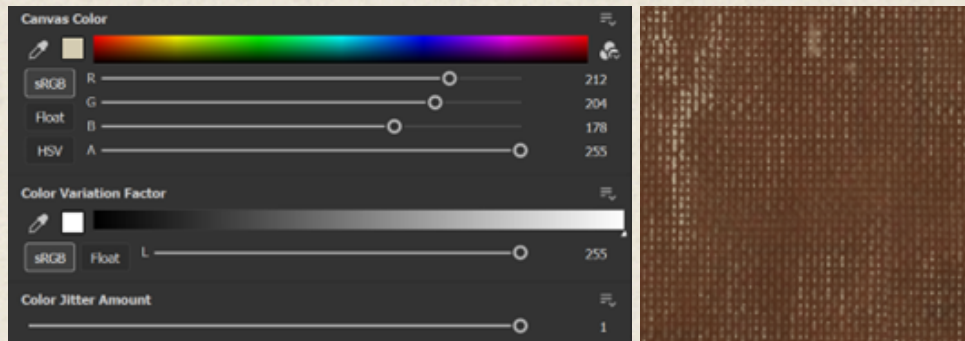 Canvas Color
sRGB R 212
G 204
Float B 178
HSV A 255
Color Variation Factor
sRGB Float L 255
Color Jitter Amount
1